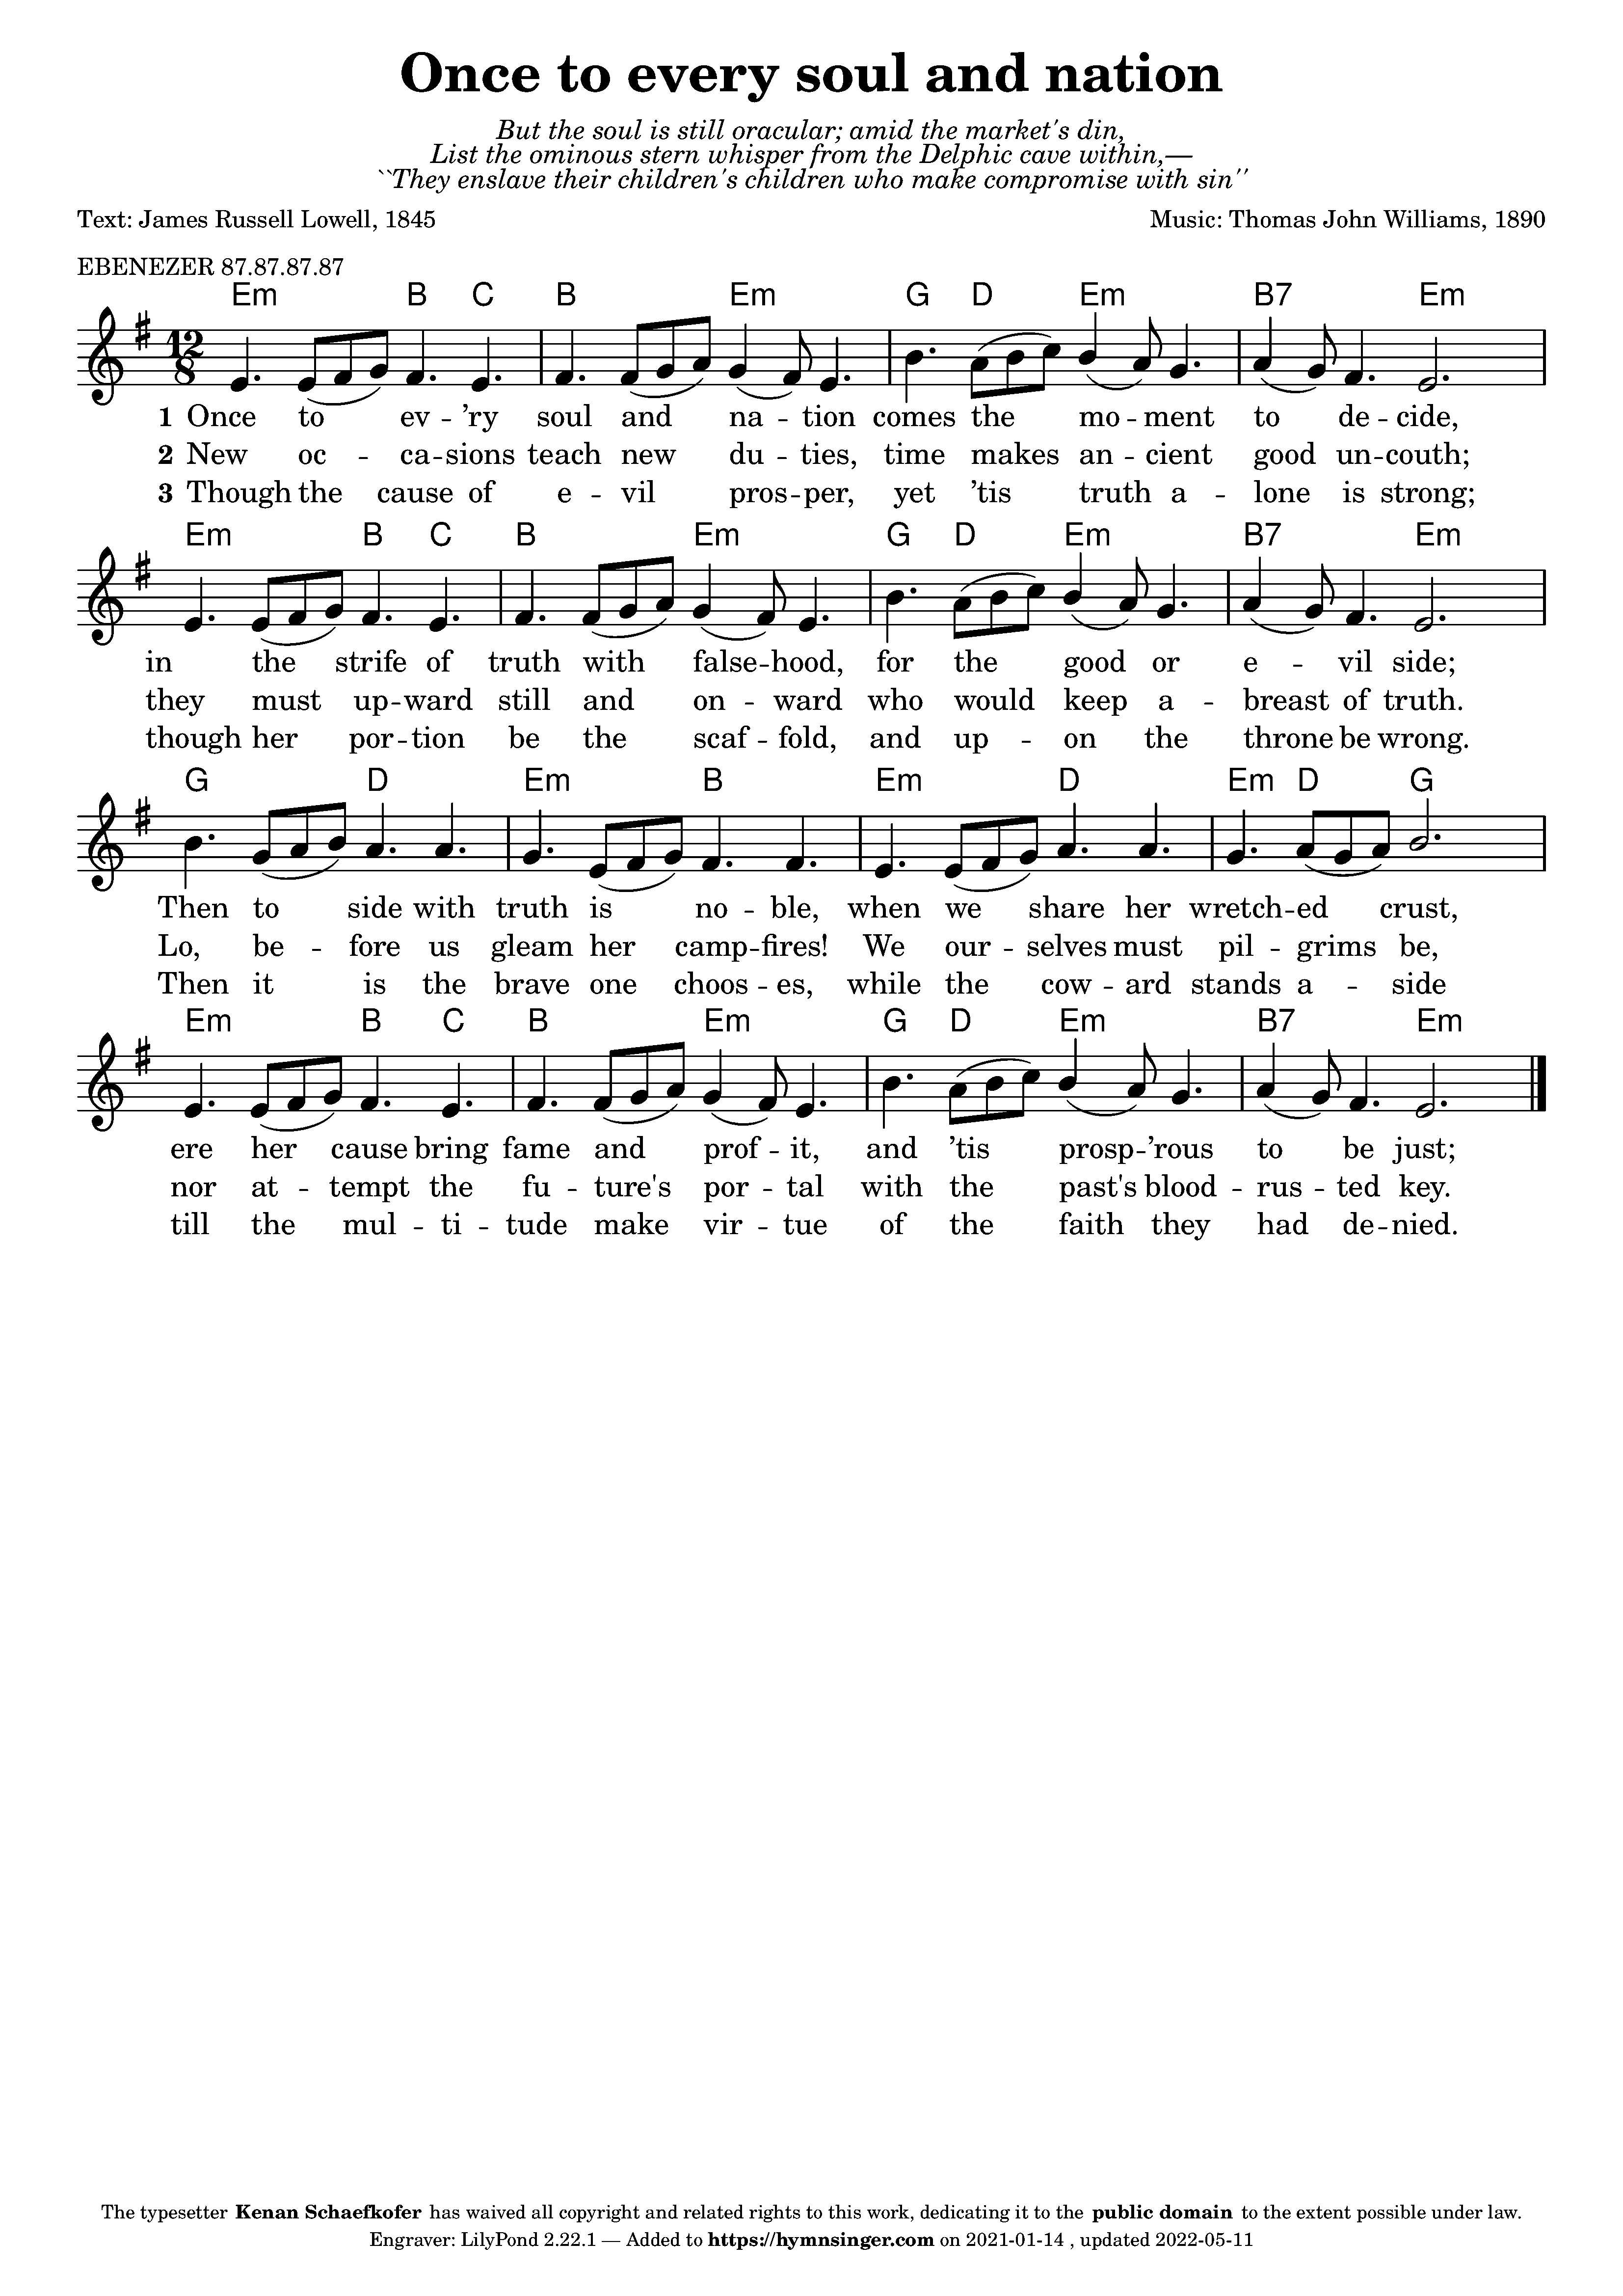 Once to every soul and nation
But the soul is still oracular; amid the market's din,
List the ominous stern whisper from the Delphic cave within,—
``They enslave their children's children who make compromise with sin''
Text: James Russell Lowell, 1845 Music: Thomas John Williams, 1890
EBENEZER 87.87.87.87
Em B C B Em G D Em B7 Em
12
8
1 Once to ev -- ’ry soul and na -- tion comes the mo -- ment to de -- cide,
2 New oc -- ca -- sions teach new du -- ties, time makes an -- cient good un -- couth;
3 Though the cause of e -- vil pros -- per, yet ’tis truth a -- lone is strong;
Em B C B Em G D Em B7 Em
in the strife of truth with false -- hood, for the good or e -- vil side;
they must up -- ward still and on -- ward who would keep a -- breast of truth.
though her por -- tion be the scaf -- fold, and up -- on the throne be wrong.
G D Em B Em D Em D G
Then to side with truth is no -- ble, when we share her wretch -- ed crust,
Lo, be -- fore us gleam her camp -- fires! We our -- selves must pil -- grims be,
Then it is the brave one choos -- es, while the cow -- ard stands a -- side
Em B C B Em G D Em B7 Em
ere her cause bring fame and prof -- it, and ’tis prosp -- ’rous to be just;
nor at -- tempt the fu -- ture's por -- tal with the past's blood -- rus -- ted key.
till the mul -- ti -- tude make vir -- tue of the faith they had de -- nied.
The typesetter Kenan Schaefkofer has waived all copyright and related rights to this work, dedicating it to the public domain to the extent possible under law.
Engraver: LilyPond 2.22.1 — Added to https://hymnsinger.com on 2021-01-14 , updated 2022-05-11